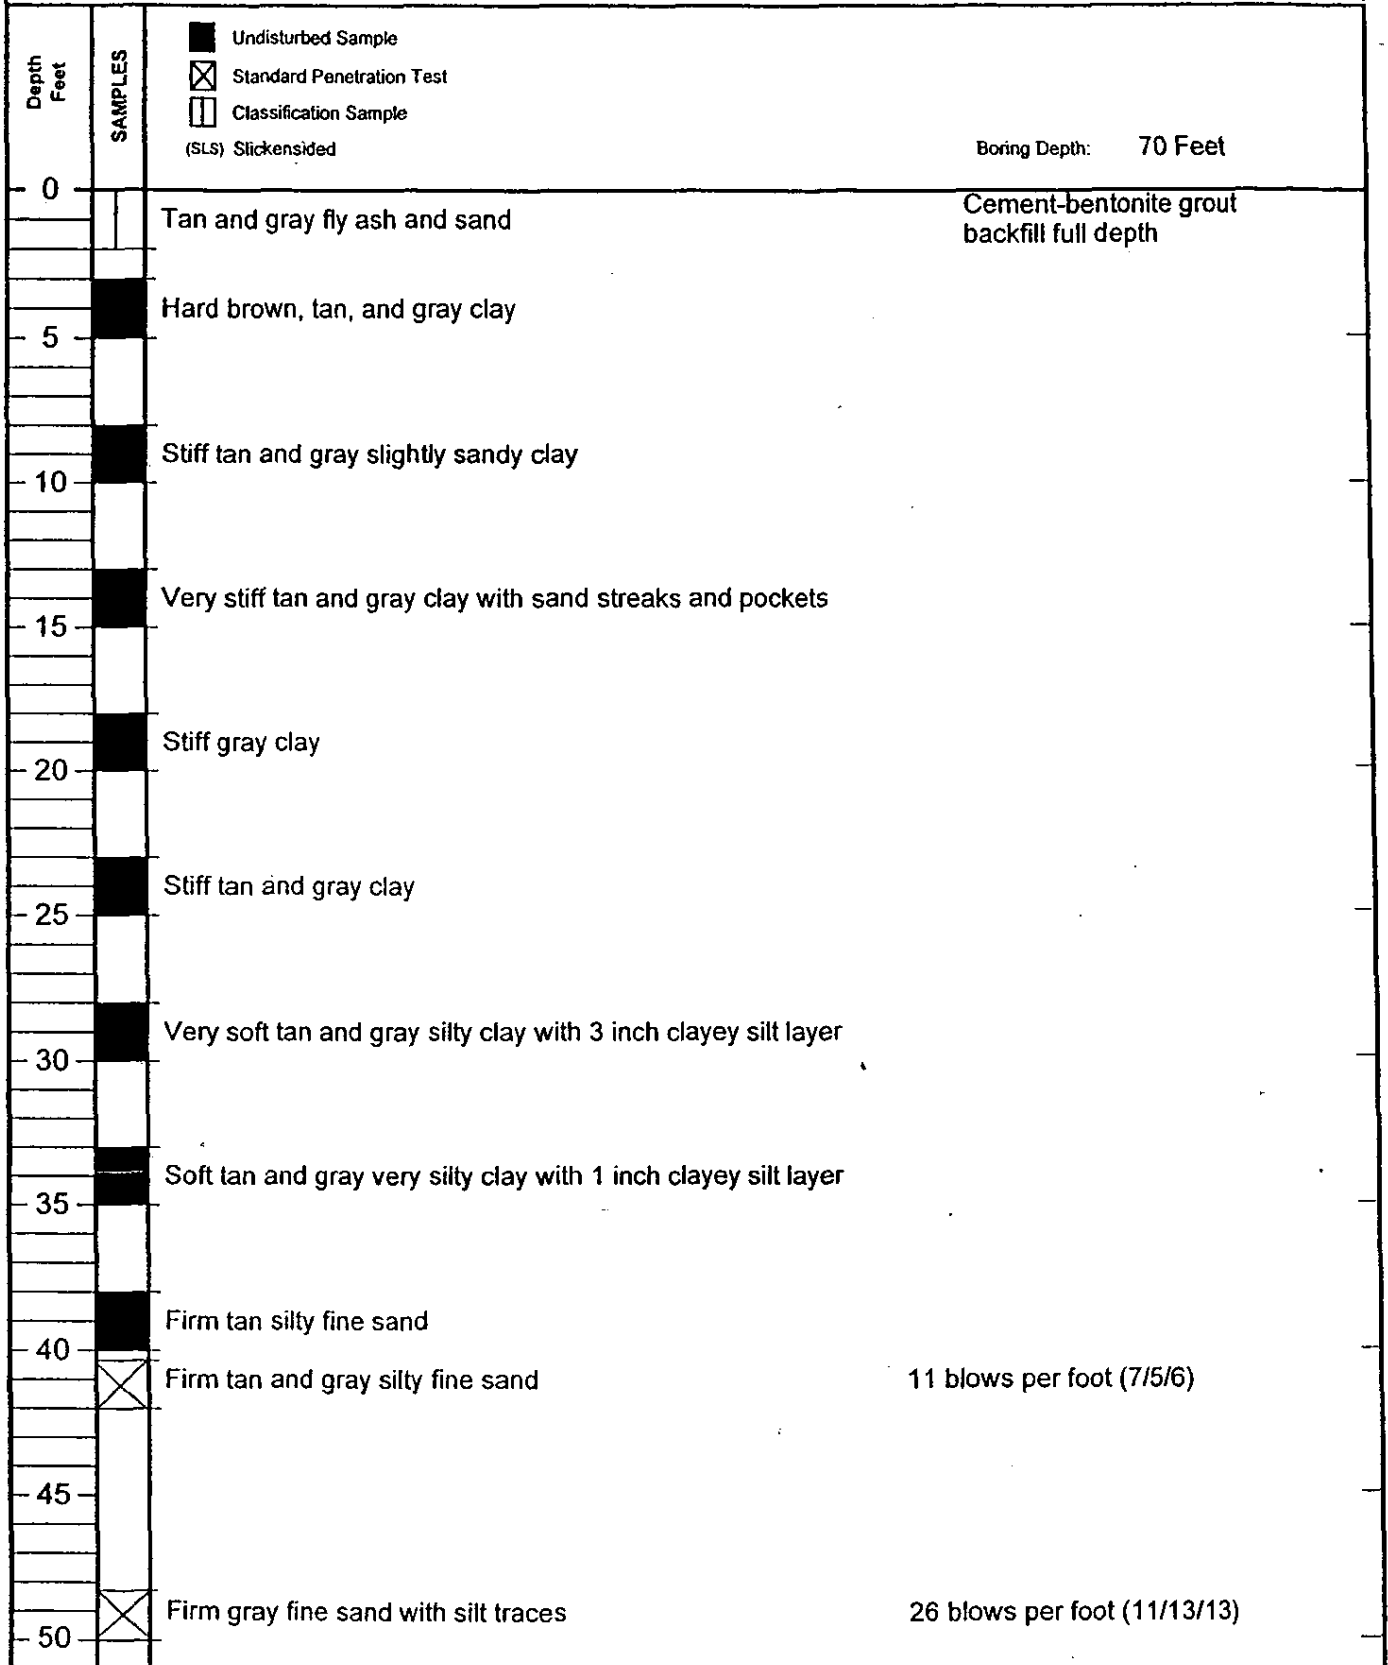 Depth
Feet
SAMPLES
Undisturbed Sample
Standard Penetration Test
Classification Sample
(SLS) Slickensided
Boring Depth: 70 Feet
0
Tan and gray fly ash and sand
Cement-bentonite grout
backfill full depth
Hard brown, tan, and gray clay
5
Stiff tan and gray slightly sandy clay
10
Very stiff tan and gray clay with sand streaks and pockets
15
Stiff gray clay
20
Stiff tan and gray clay
25
Very soft tan and gray silty clay with 3 inch clayey silt layer
30
Soft tan and gray very silty clay with 1 inch clayey silt layer
35
Firm tan silty fine sand
40
Firm tan and gray silty fine sand 11 blows per foot (7/5/6)
45
Firm gray fine sand with silt traces 26 blows per foot (11/13/13)
50